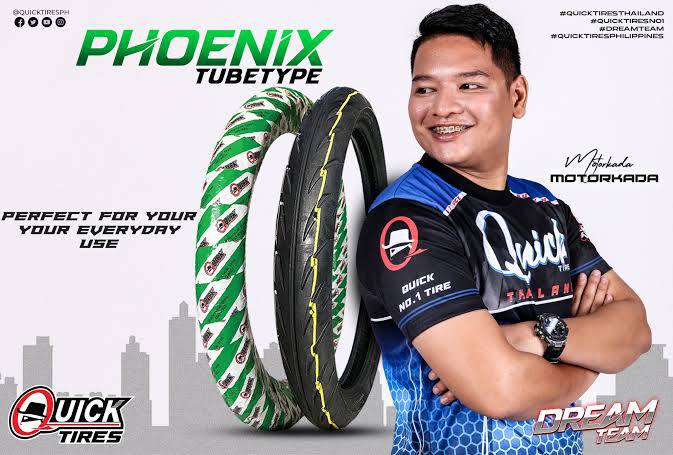 @QUICKTIRESPH
#QUICKTIRESTHAILAND
#QUICKTIRESNO1
#DREAMTEAM
#QUICKTIRESPHILIPPINES
PHOENIX
TUBETYPE
Motorkada
MOTORKADA
PERFECT FOR YOUR
YOUR EVERYDAY
USE
Quick
TIRES
THAILAND
QUICK
NO.1 TIRE
QUICK
TIRES
DREAM
TEAM